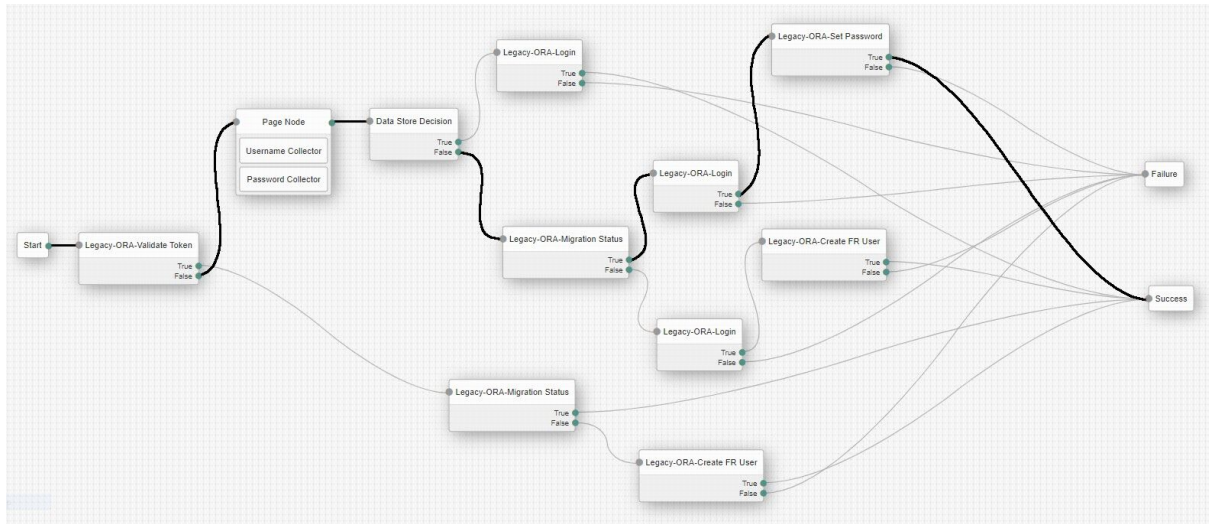 Legacy-ORA-Set Password
True
False
Legacy-ORA-Login
True
False
Page Node
Username Collector
Password Collector
Data Store Decision
True
False
Legacy-ORA-Login
True
False
Failure
Start
Legacy-ORA-Validate Token
True
False
Legacy-ORA-Migration Status
True
False
Legacy-ORA-Create FR User
True
False
Success
Legacy-ORA-Login
True
False
Legacy-ORA-Migration Status
True
False
Legacy-ORA-Create FR User
True
False